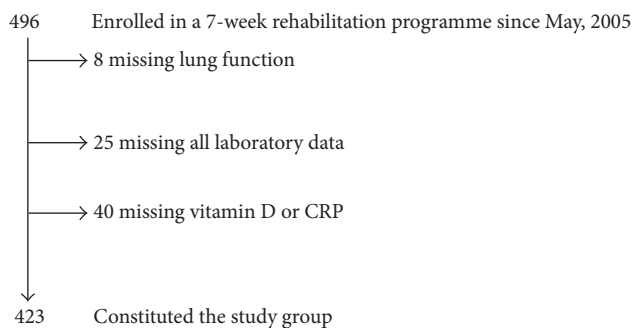 496 Enrolled in a 7-week rehabilitation programme since May, 2005
8 missing lung function
25 missing all laboratory data
40 missing vitamin D or CRP
423 Constituted the study group